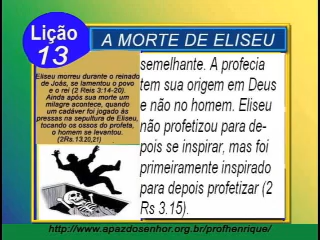 Lição
13
A MORTE DE ELISEU
Eliseu morreu durante o reinado
de Joás, se lamentou o povo
e o rei (2 Reis 3:14-20).
Ainda após sua morte um
milagre acontece, quando
um cadáver foi jogado às
pressas na sepultura de Eliseu,
tocando os ossos do profeta,
o homem se levantou.
(2Rs.13.20,21)
semelhante. A profecia
tem sua origem em Deus
e não no homem. Eliseu
não profetizou para de-
pois se inspirar, mas foi
primeiramente inspirado
para depois profetizar (2
Rs 3.15).
http://www.apazdosenhor.org.br/profhenrique/